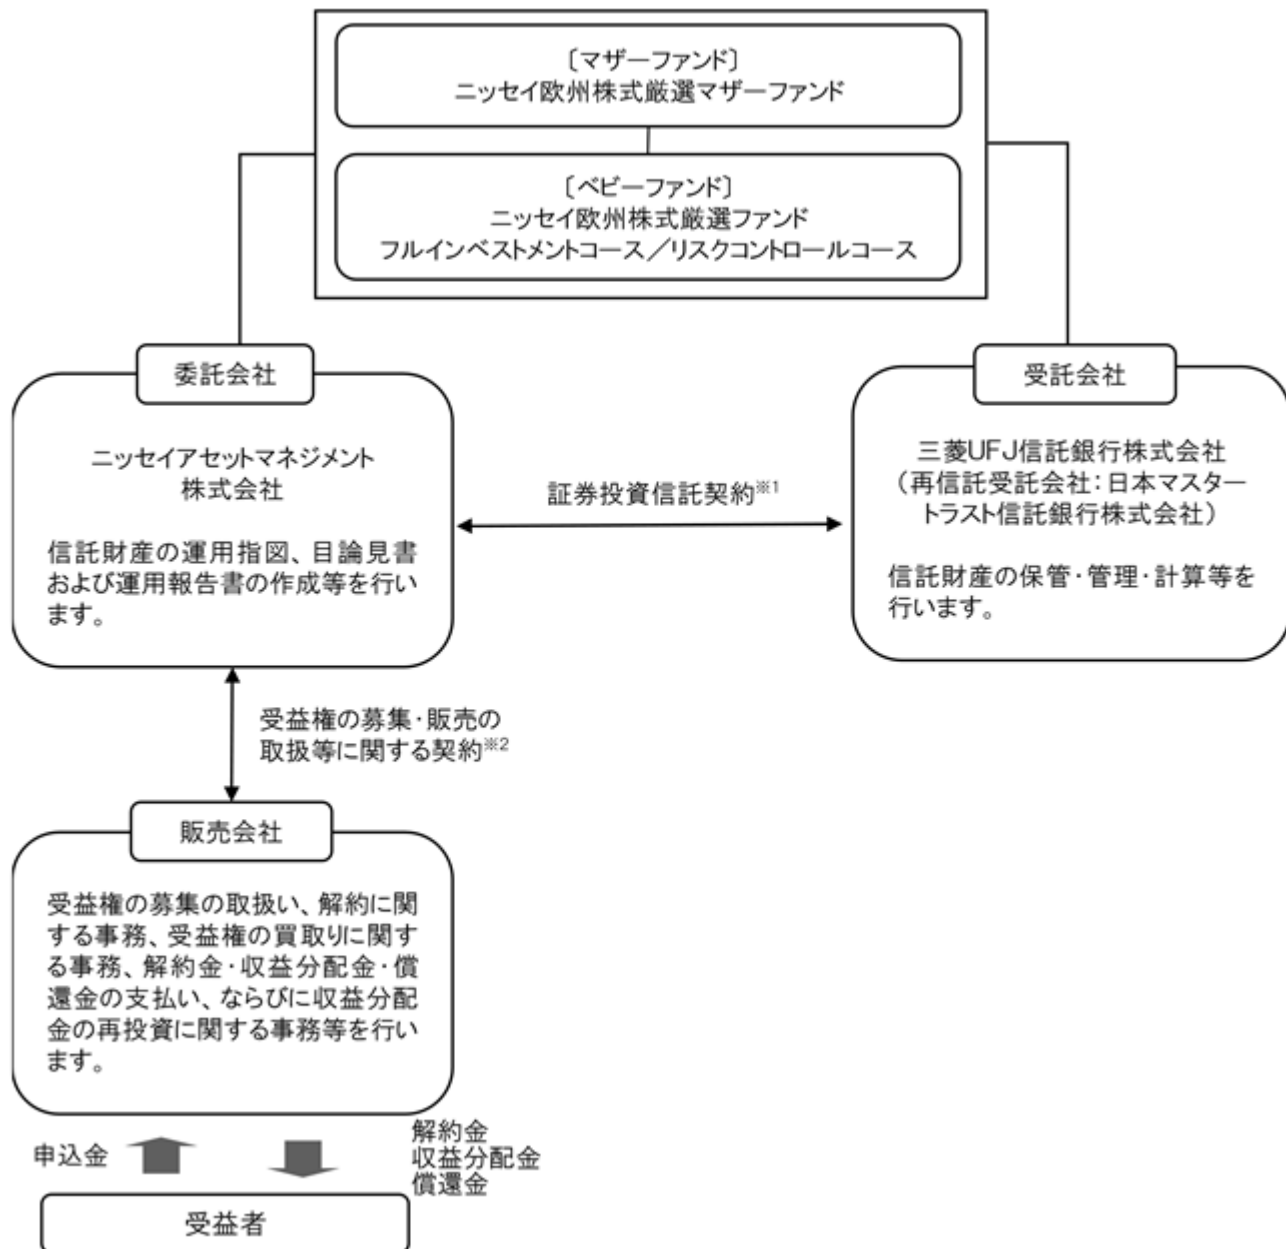 〔マザーファンド〕
ニッセイ欧州株式厳選マザーファンド
〔ベビーファンド〕
ニッセイ欧州株式厳選ファンド
フルインベストメントコース／リスクコントロールコース
委託会社
ニッセイアセットマネジメント
株式会社
信託財産の運用指図、目論見書
および運用報告書の作成等を行い
ます。
証券投資信託契約※1
受託会社
三菱UFJ信託銀行株式会社
（再信託受託会社：日本マスター
トラスト信託銀行株式会社）
信託財産の保管・管理・計算等を
行います。
受益権の募集・販売の
取扱等に関する契約※2
販売会社
受益権の募集の取扱い、解約に関
する事務、受益権の買取りに関す
る事務、解約金・収益分配金・償
還金の支払い、ならびに収益分配
金の再投資に関する事務等を行い
ます。
申込金
解約金
収益分配金
償還金
受益者